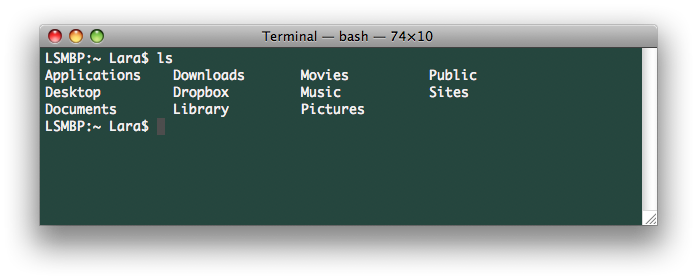 Terminal — bash — 74×10
LSMBP:~ Lara$ ls
Applications    Downloads       Movies          Public
Desktop         Dropbox         Music           Sites
Documents       Library         Pictures
LSMBP:~ Lara$